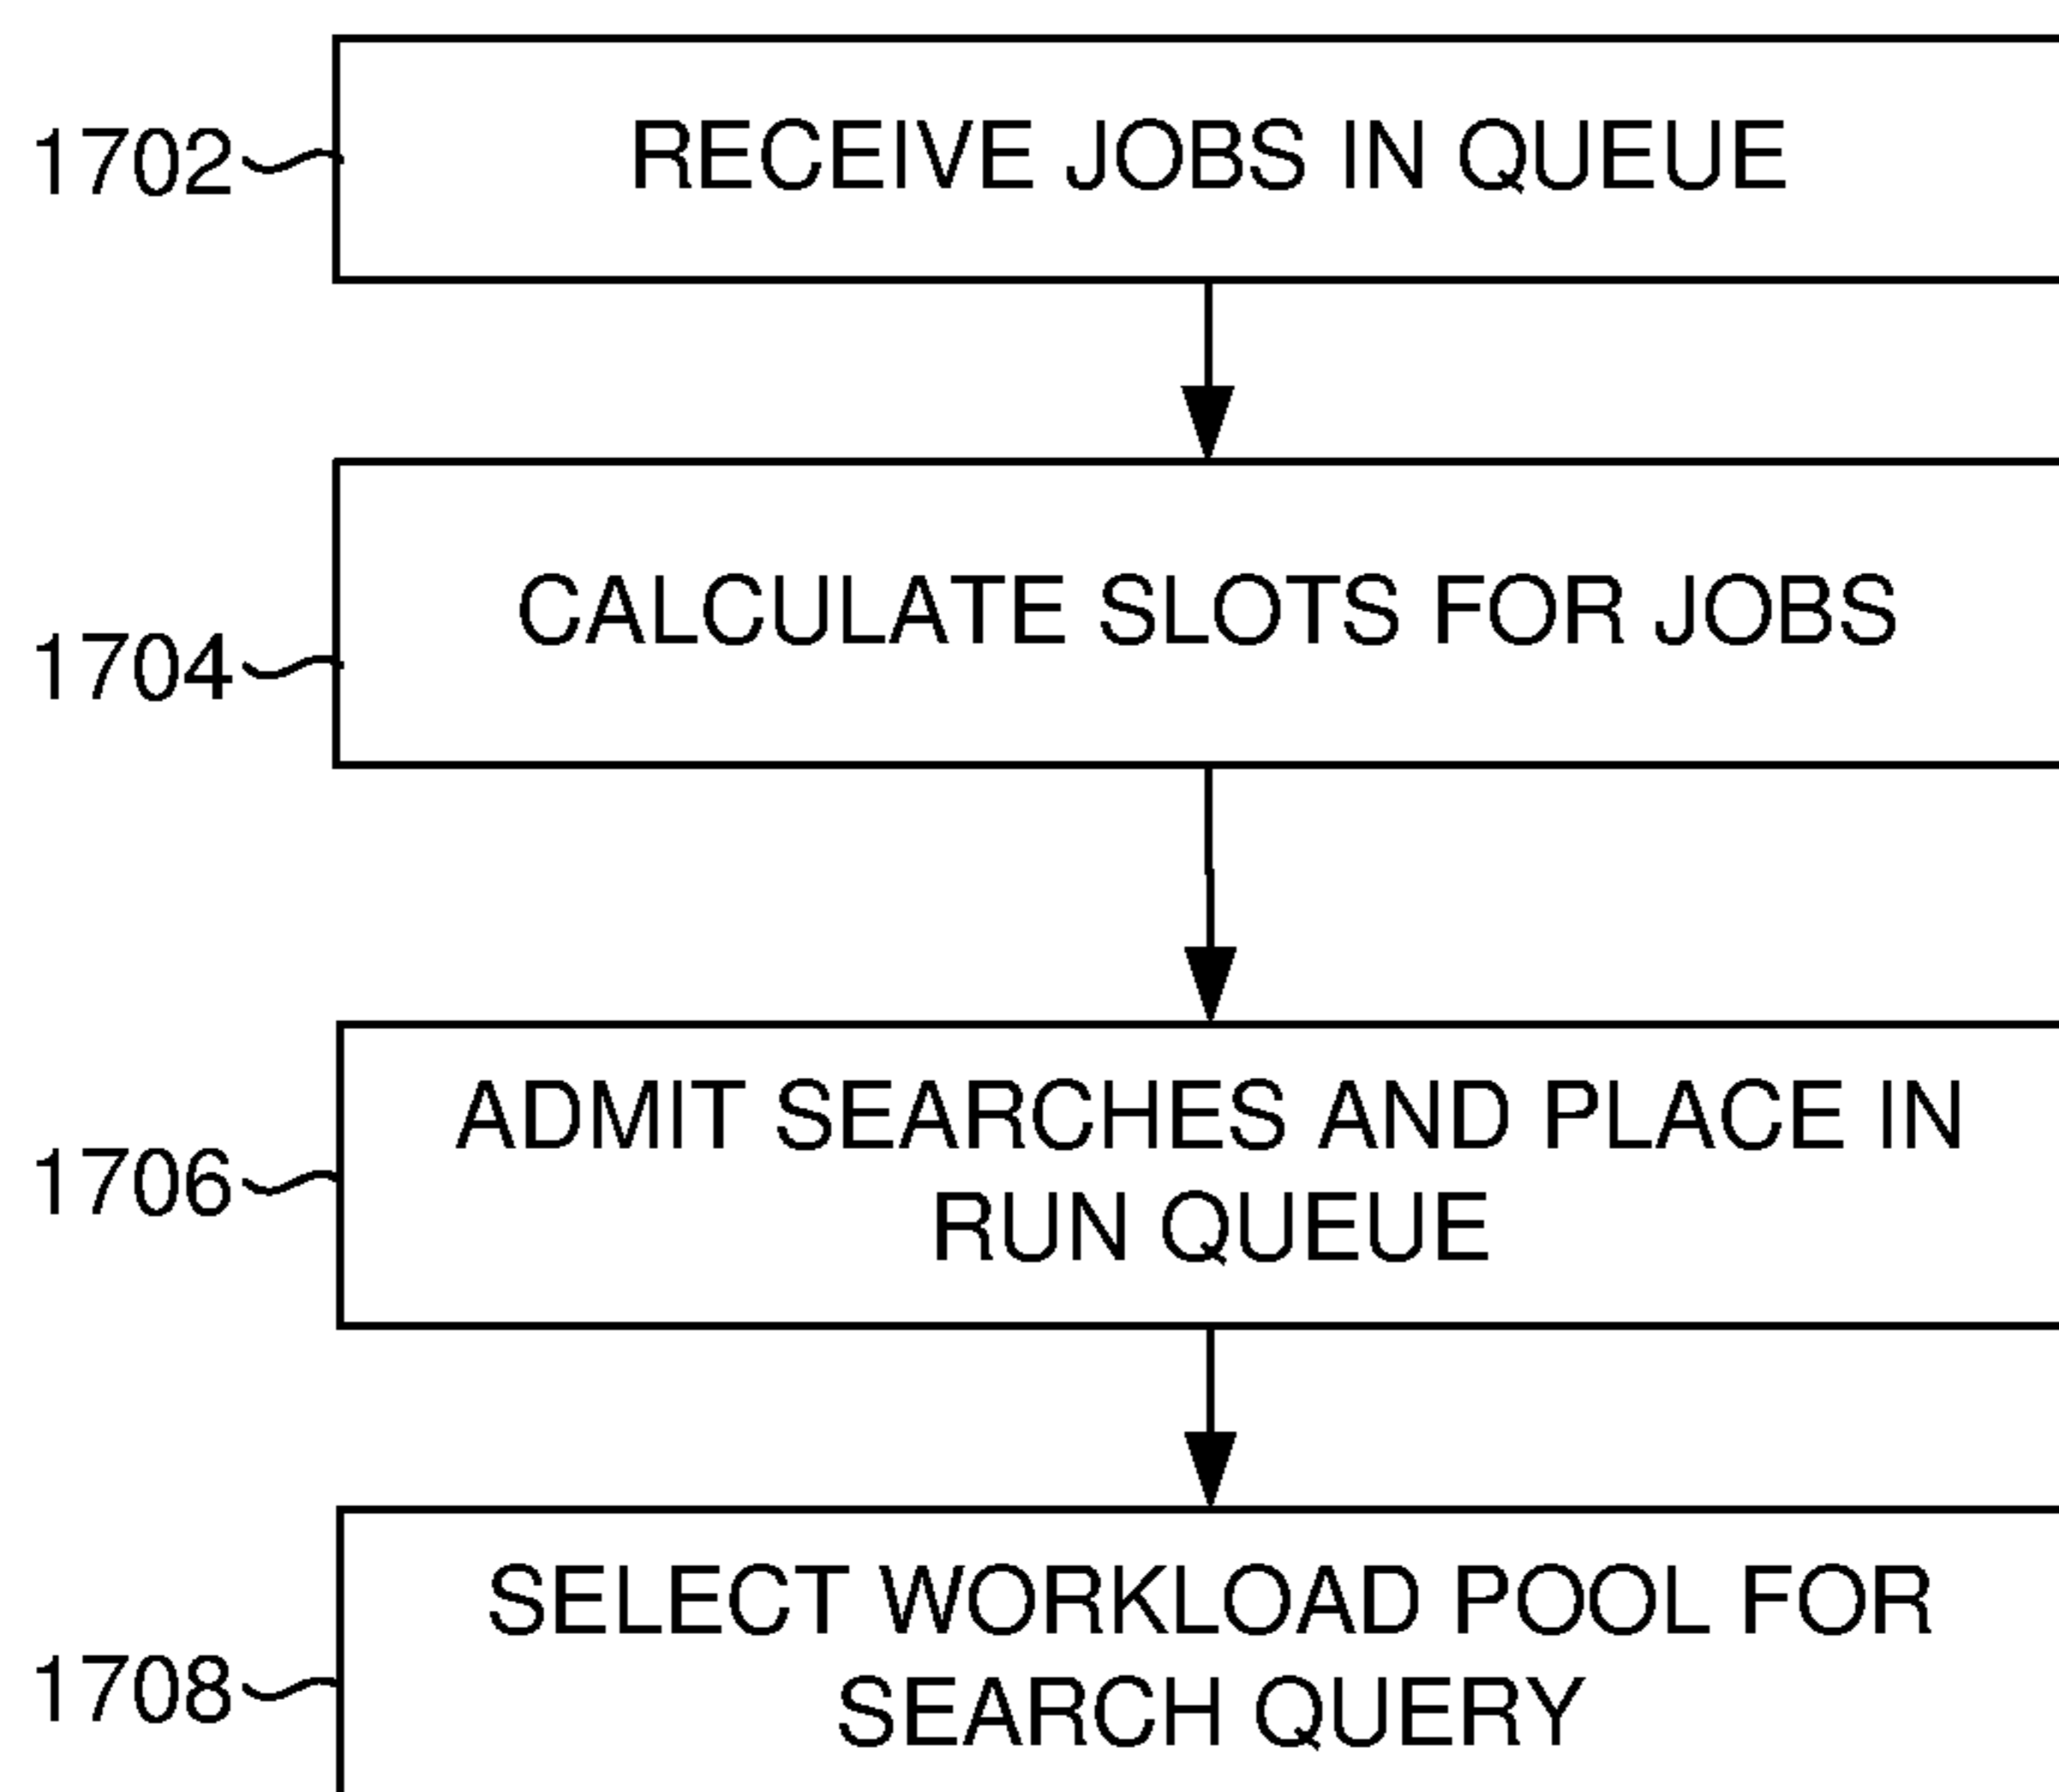 1702
RECEIVE JOBS IN QUEUE
1704
CALCULATE SLOTS FOR JOBS
1706
ADMIT SEARCHES AND PLACE IN
RUN QUEUE
1708
SELECT WORKLOAD POOL FOR
SEARCH QUERY